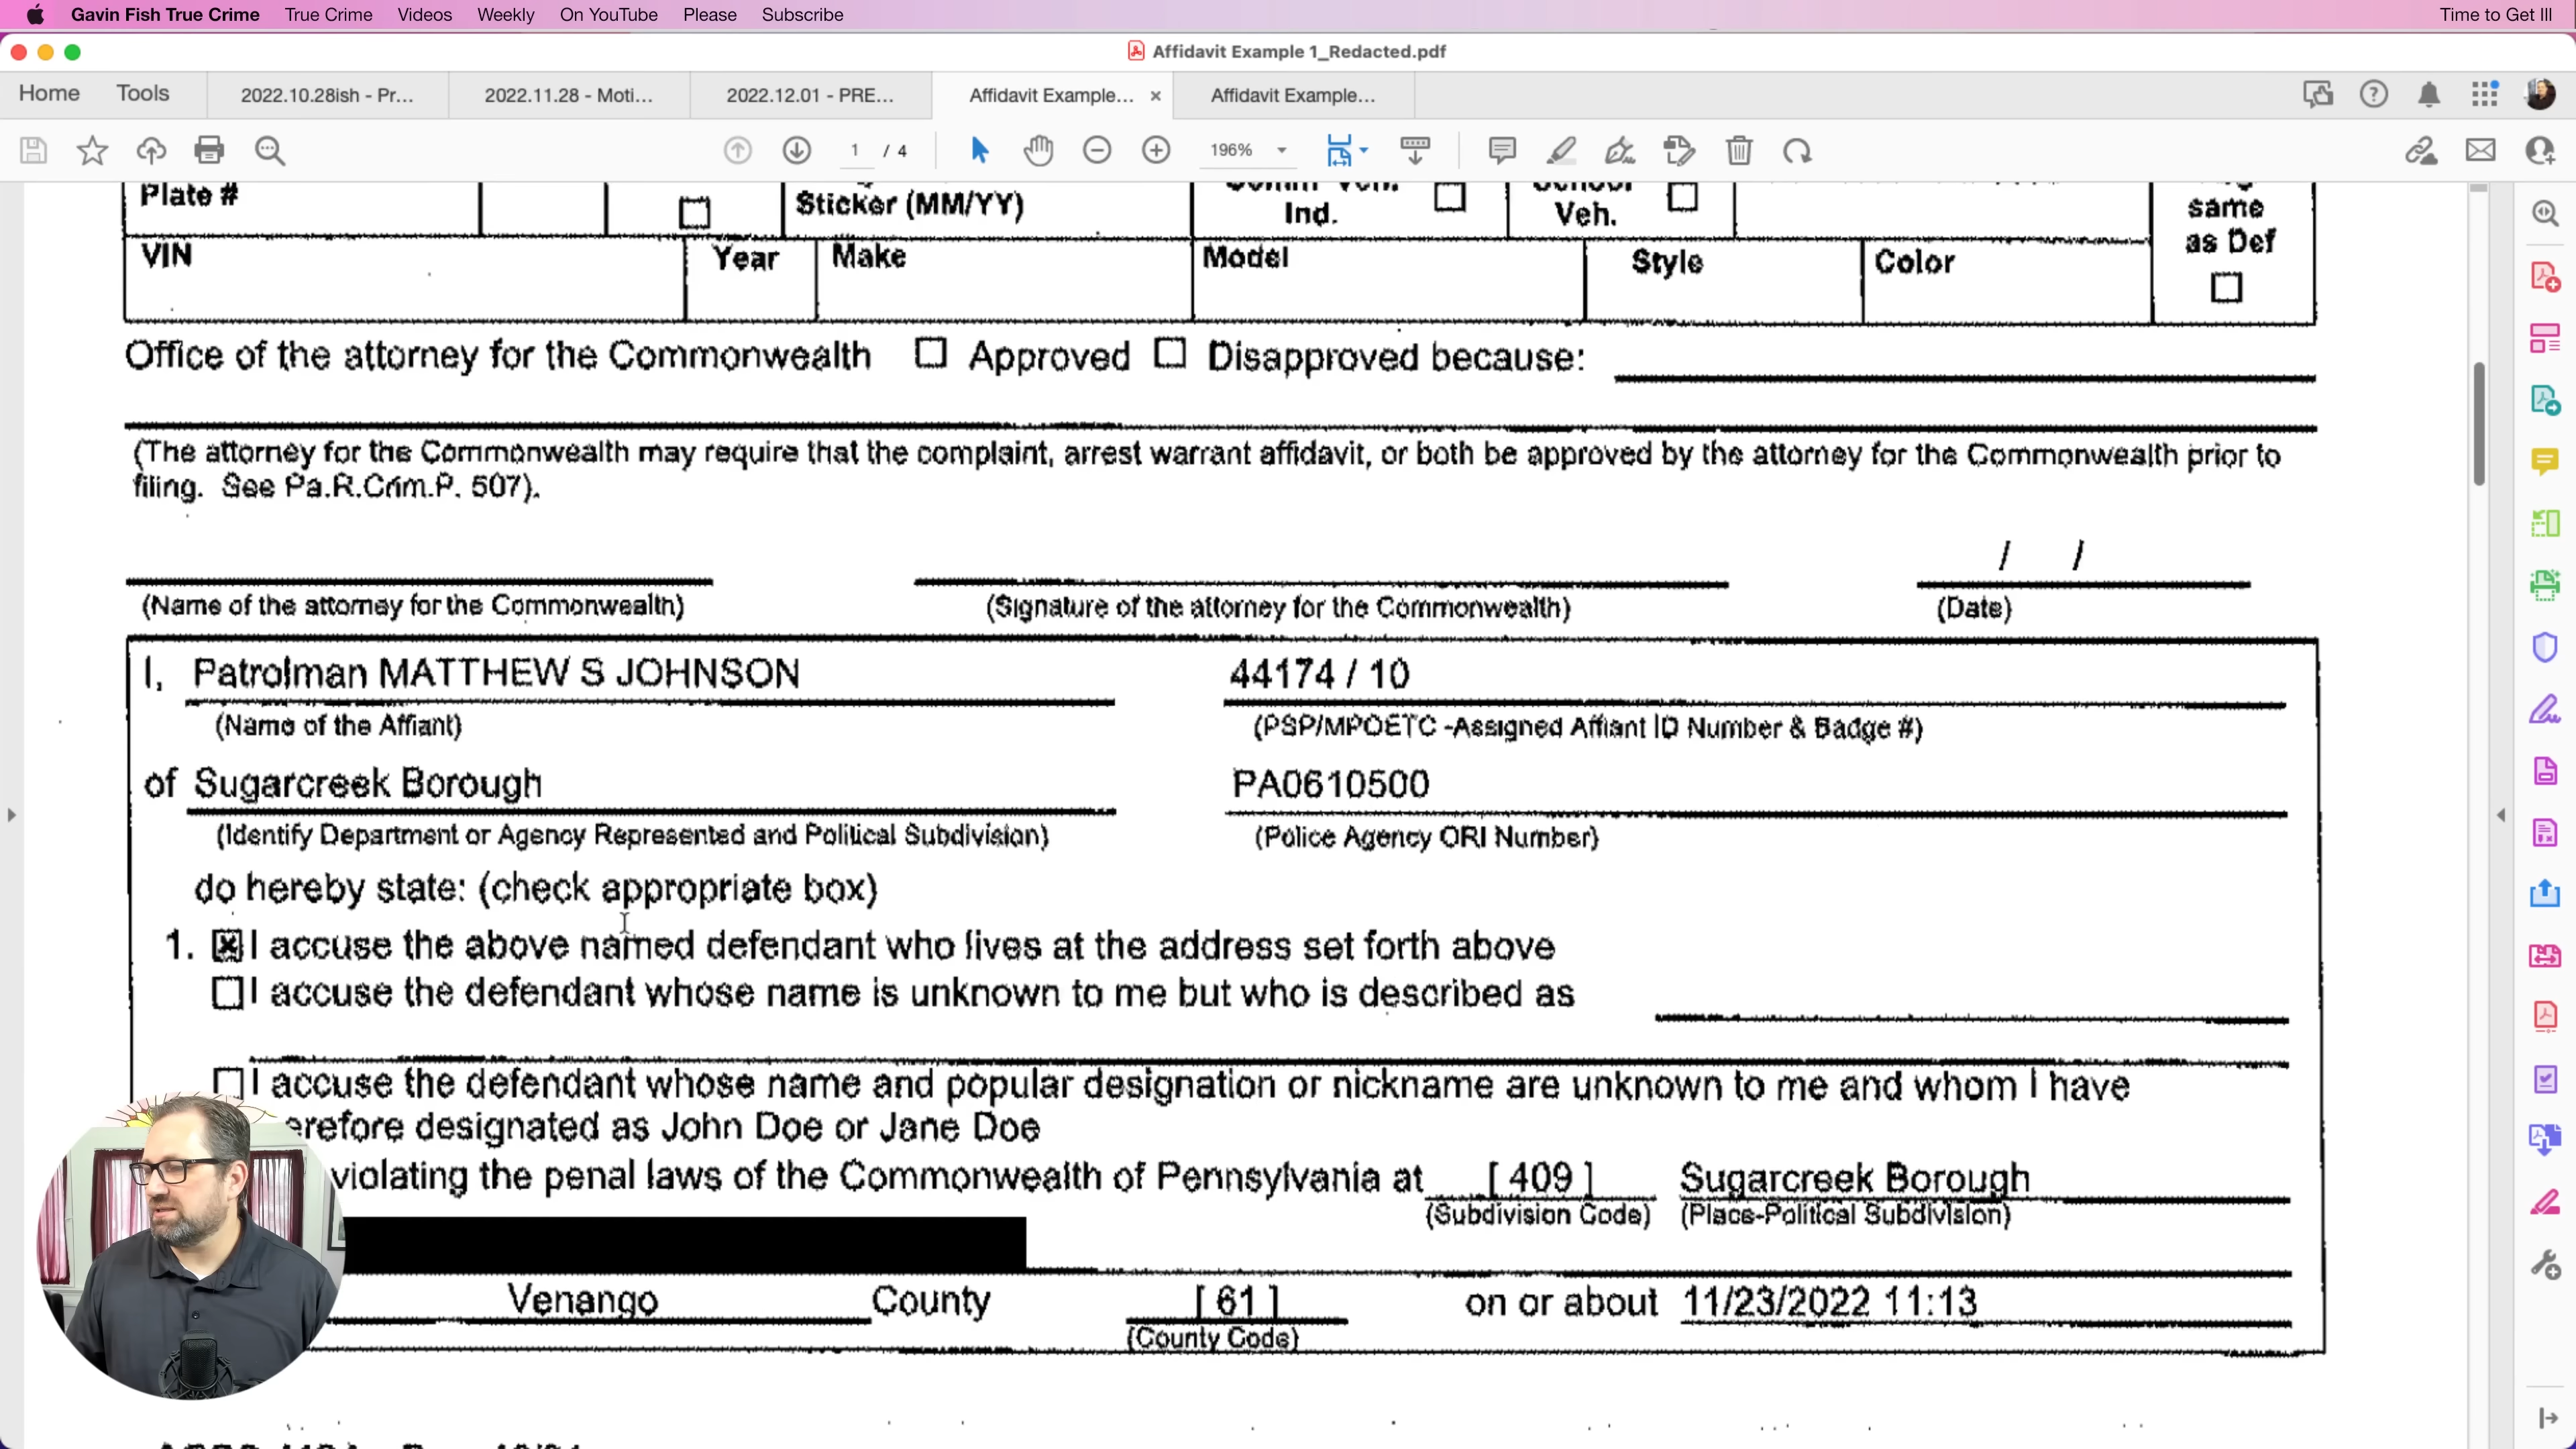 Gavin Fish True Crime True Crime Videos Weekly On YouTube Please Subscribe Time to Get Ill
Affidavit Example 1_Redacted.pdf
Home Tools 2022.10.28ish - Pr... 2022.11.28 - Moti... 2022.12.01 - PRE... Affidavit Example... × Affidavit Example...
1 / 4 196%
Plate # Sticker (MM/YY) Comm Veh. Ind. School Veh. same as Def
VIN Year Make Model Style Color
Office of the attorney for the Commonwealth ☐ Approved ☐ Disapproved because:
(The attorney for the Commonwealth may require that the complaint, arrest warrant affidavit, or both be approved by the attorney for the Commonwealth prior to
filing. See Pa.R.Crim.P. 507).
/ /
(Name of the attorney for the Commonwealth) (Signature of the attorney for the Commonwealth) (Date)
I, Patrolman MATTHEW S JOHNSON 44174 / 10
(Name of the Affiant) (PSP/MPOETC -Assigned Affiant ID Number & Badge #)
of Sugarcreek Borough PA0610500
(Identify Department or Agency Represented and Political Subdivision) (Police Agency ORI Number)
do hereby state: (check appropriate box)
1. ☒ I accuse the above named defendant who lives at the address set forth above
☐ I accuse the defendant whose name is unknown to me but who is described as
☐ I accuse the defendant whose name and popular designation or nickname are unknown to me and whom I have
erefore designated as John Doe or Jane Doe
violating the penal laws of the Commonwealth of Pennsylvania at [ 409 ] Sugarcreek Borough
(Subdivision Code) (Place-Political Subdivision)
Venango County [ 61 ] on or about 11/23/2022 11:13
(County Code)